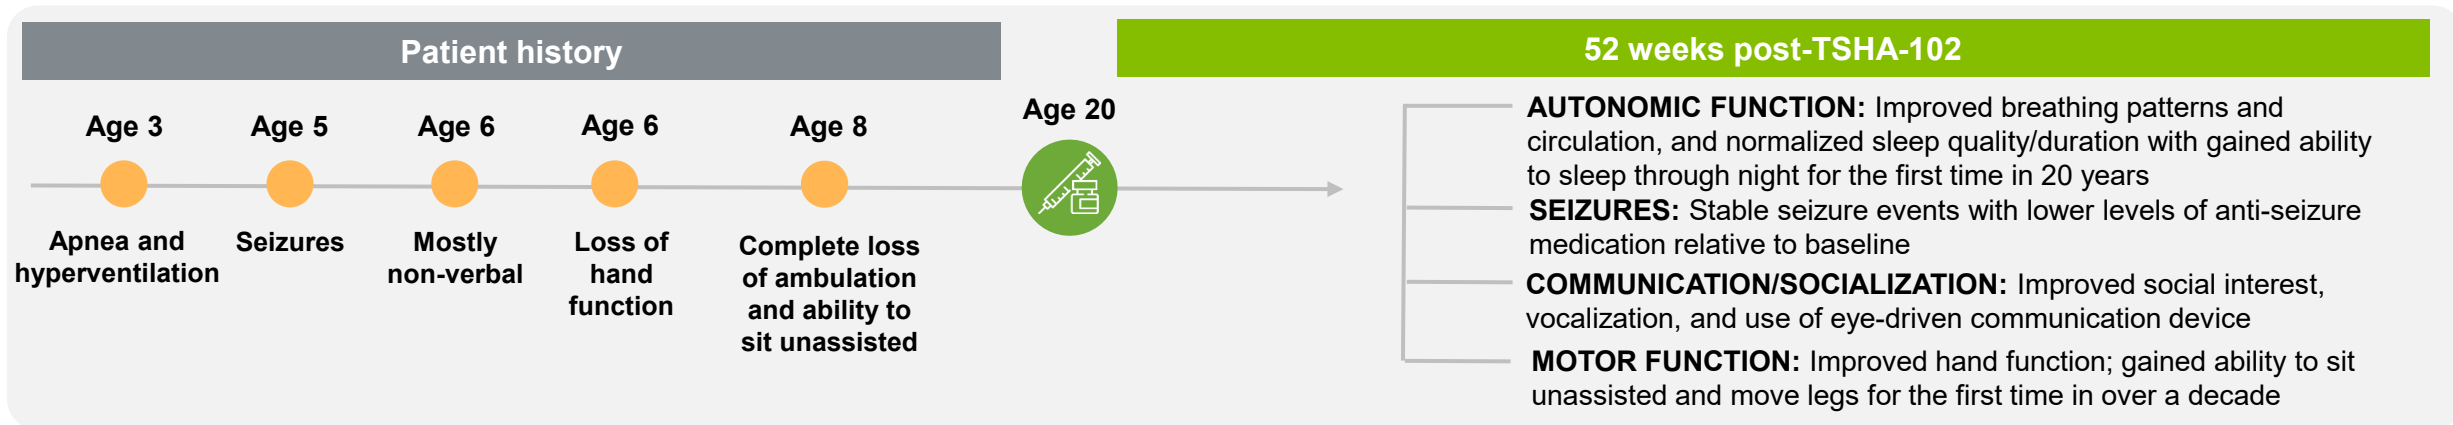 Patient history
52 weeks post-TSHA-102
Age 3
Age 5
Age 6
Age 6
Age 8
Age 20
Apnea and
hyperventilation
Seizures
Mostly
non-verbal
Loss of
hand
function
Complete loss
of ambulation
and ability to
sit unassisted
AUTONOMIC FUNCTION: Improved breathing patterns and
circulation, and normalized sleep quality/duration with gained ability
to sleep through night for the first time in 20 years
SEIZURES: Stable seizure events with lower levels of anti-seizure
medication relative to baseline
COMMUNICATION/SOCIALIZATION: Improved social interest,
vocalization, and use of eye-driven communication device
MOTOR FUNCTION: Improved hand function; gained ability to sit
unassisted and move legs for the first time in over a decade